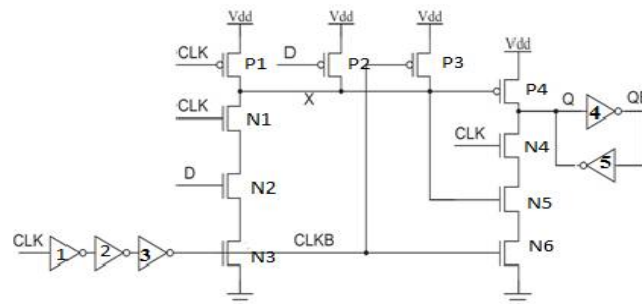 Vdd Vdd Vdd
Vdd
CLK P1 D P2 P3
P4
X
CLK N1
Q 4
CLK N4
5
D N2 N5
CLK 1 2 3 N3 CLKB N6